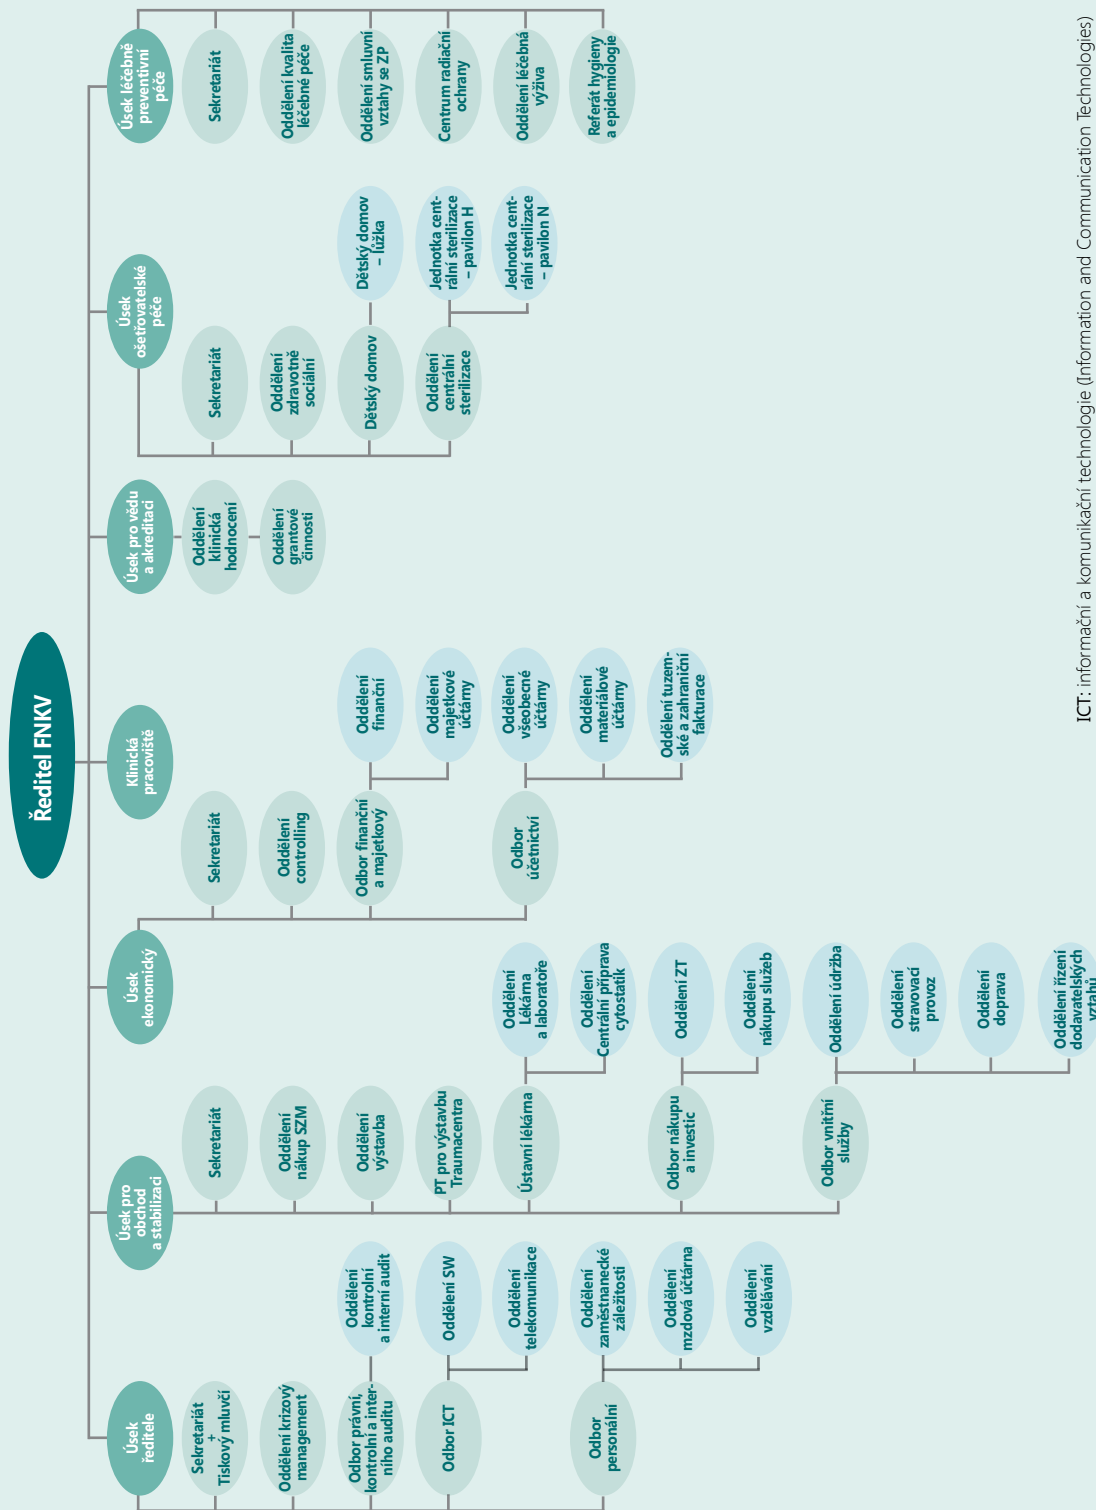 Ředitel FNKV
Úsek
ředitele
Sekretariát
+
Tiskový mluvčí
Oddělení krizový
management
Odbor právní,
kontrolní a inter-
ního auditu
Oddělení
kontrolní
a interní audit
Odbor ICT
Oddělení SW
Oddělení
telekomunikace
Odbor
personální
Oddělení
zaměstnanecké
záležitosti
Oddělení
mzdová účtárna
Oddělení
vzdělávání
Úsek pro
obchod
a stabilizaci
Sekretariát
Oddělení
nákup SZM
Oddělení
výstavba
PT pro výstavbu
Traumacentra
Ústavní lékárna
Oddělení
Lékárna
a laboratoře
Oddělení
Centrální příprava
cytostatik
Odbor nákupu
a investic
Oddělení ZT
Oddělení
nákupu služeb
Odbor vnitřní
služby
Oddělení údržba
Oddělení
stravovací
provoz
Oddělení
doprava
Oddělení řízení
dodavatelských
vztahů
Úsek
ekonomický
Sekretariát
Oddělení
controlling
Odbor finanční
a majetkový
Oddělení
finanční
Oddělení
majetkové
účtárny
Odbor
účetnictví
Oddělení
všeobecné
účtárny
Oddělení
materiálové
účtárny
Oddělení tuzem-
ské a zahraniční
fakturace
Klinická
pracoviště
Úsek pro vědu
a akreditaci
Oddělení
klinická
hodnocení
Oddělení
grantové
činnosti
Úsek
ošetřovatelské
péče
Sekretariát
Oddělení
zdravotně
sociální
Dětský domov
Dětský domov
– lůžka
Oddělení
centrální
sterilizace
Jednotka cent-
rální sterilizace
– pavilon H
Jednotka cent-
rální sterilizace
– pavilon N
Úsek léčebně
preventivní
péče
Sekretariát
Oddělení kvalita
léčebné péče
Oddělení smluvní
vztahy se ZP
Centrum radiační
ochrany
Oddělení léčebná
výživa
Referát hygieny
a epidemiologie
ICT: informační a komunikační technologie (Information and Communication Technologies)